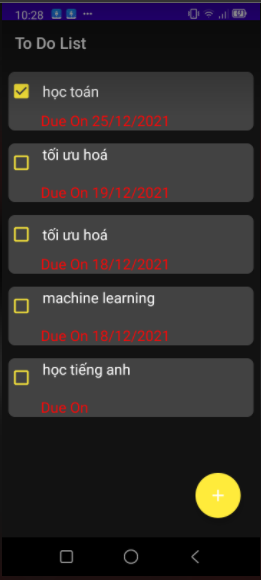 10:28
To Do List
học toán
Due On 25/12/2021
tối ưu hoá
Due On 19/12/2021
tối ưu hoá
Due On 18/12/2021
machine learning
Due On 18/12/2021
học tiếng anh
Due On
+